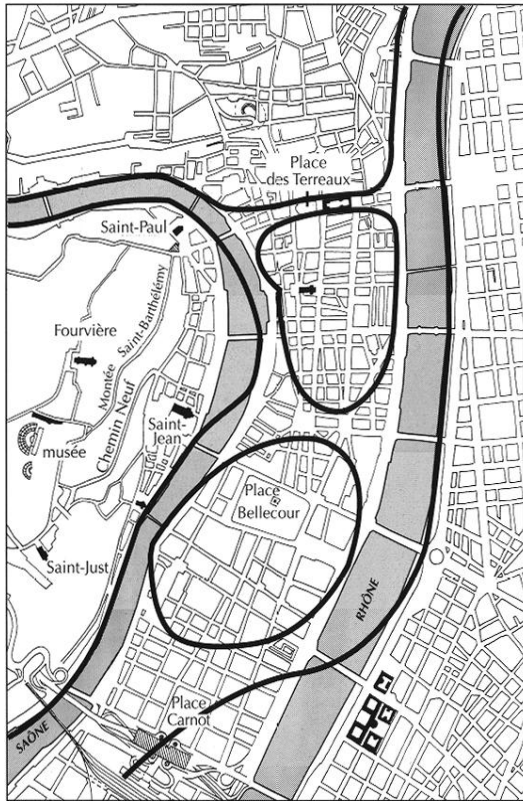 Place
des Terreaux
Saint-Paul
Montée
Saint-Barthélémy
Fourvière
Chemin Neuf
Saint-
Jean
musée
Place
Bellecour
Saint-Just
RHÔNE
Place
Carnot
SAÔNE